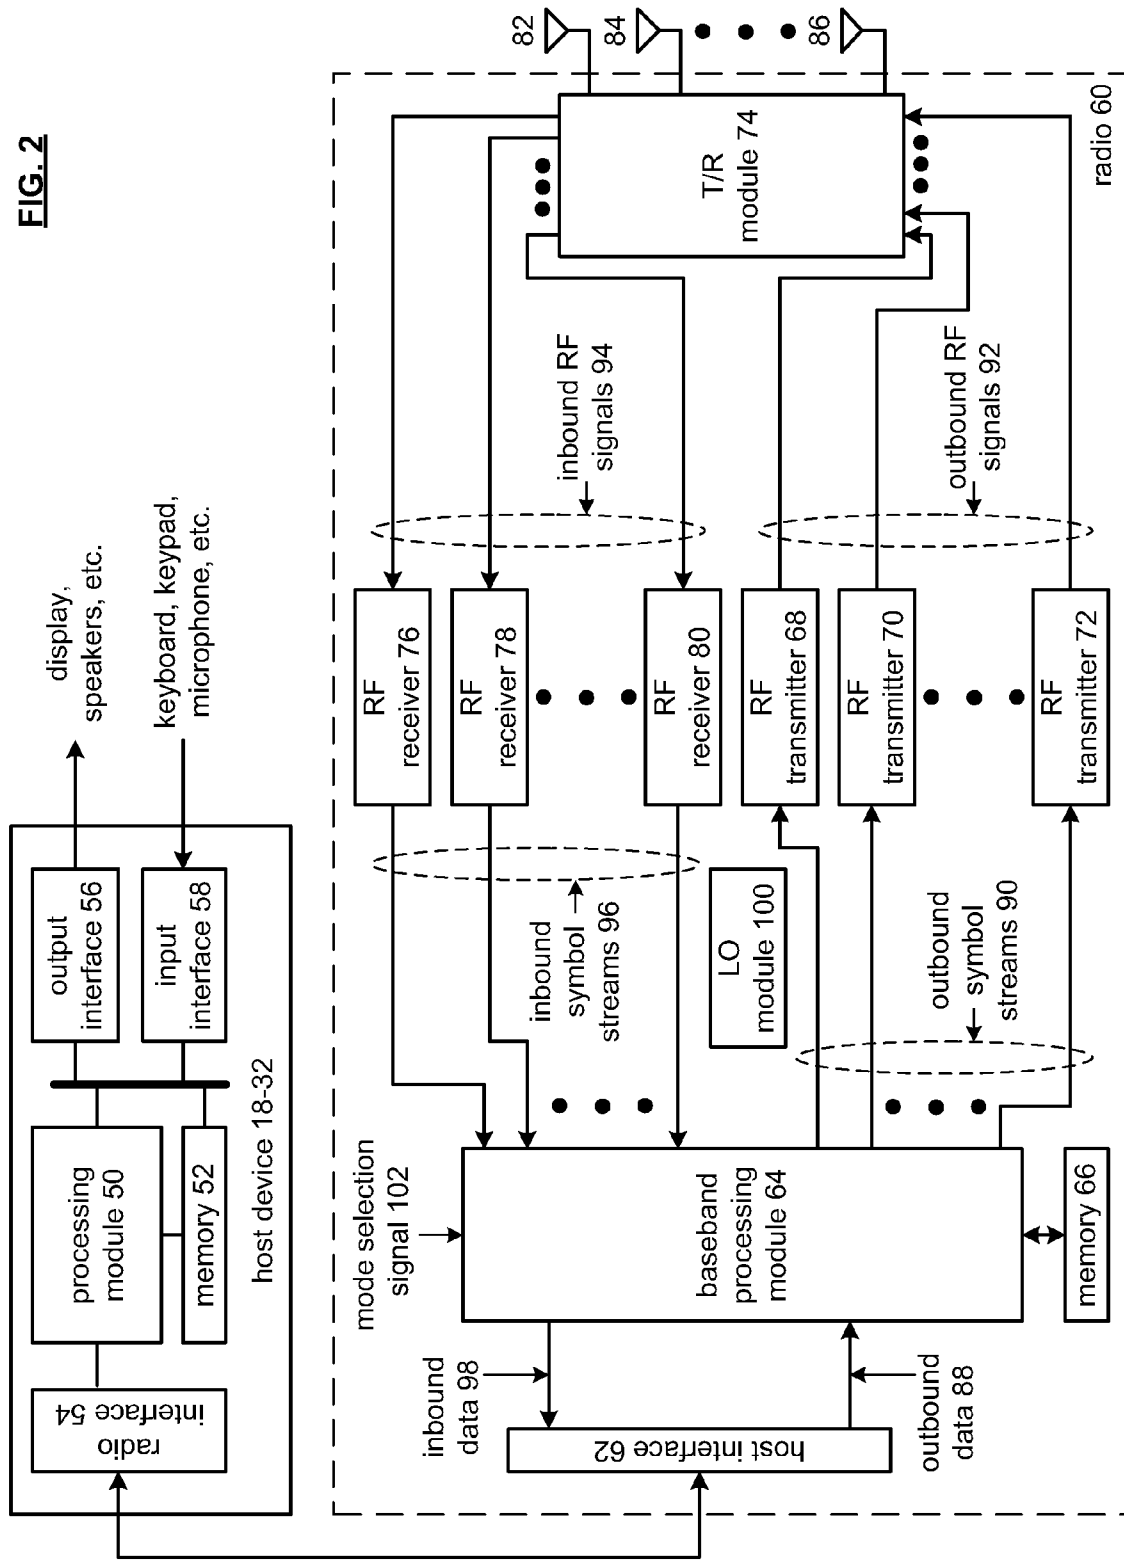 FIG. 2
radio
interface 54
processing
module 50
memory 52
output
interface 56
input
interface 58
host device 18-32
display,
speakers, etc.
keyboard, keypad,
microphone, etc.
host interface 62
inbound
data 98
outbound
data 88
mode selection
signal 102
baseband
processing
module 64
memory 66
inbound
symbol
streams 96
LO
module 100
outbound
symbol
streams 90
RF
receiver 76
RF
receiver 78
RF
receiver 80
RF
transmitter 68
RF
transmitter 70
RF
transmitter 72
inbound RF
signals 94
outbound RF
signals 92
T/R
module 74
82
84
86
radio 60